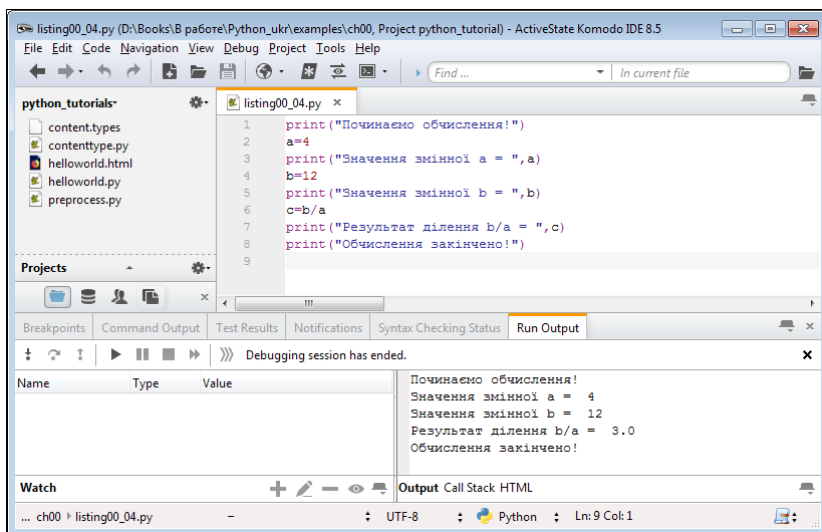 listing00_04.py (D:\Books\В работе\Python_ukr\examples\ch00, Project python_tutorial) - ActiveState Komodo IDE 8.5
File Edit Code Navigation View Debug Project Tools Help
Find ...
In current file
python_tutorials
listing00_04.py ×
content.types
contenttype.py
helloworld.html
helloworld.py
preprocess.py
1 print("Починаємо обчислення!")
2 a=4
3 print("Значення змінної a = ",a)
4 b=12
5 print("Значення змінної b = ",b)
6 c=b/a
7 print("Результат ділення b/a = ",c)
8 print("Обчислення закінчено!")
9
Projects
Breakpoints Command Output Test Results Notifications Syntax Checking Status Run Output
Debugging session has ended.
Name Type Value
Починаємо обчислення!
Значення змінної a =  4
Значення змінної b =  12
Результат ділення b/a =  3.0
Обчислення закінчено!
Watch
Output Call Stack HTML
... ch00 listing00_04.py – UTF-8 Python Ln: 9 Col: 1